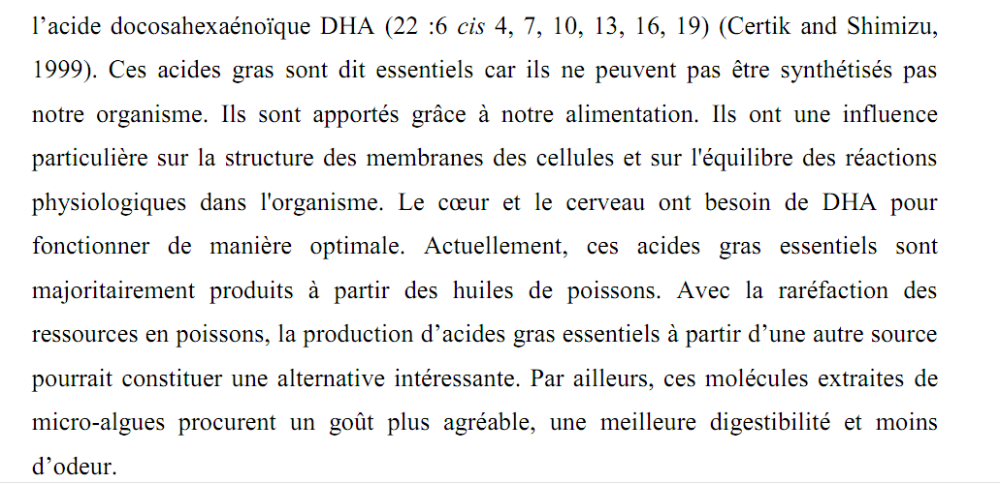 l’acide docosahexaénoïque DHA (22 :6 cis 4, 7, 10, 13, 16, 19) (Certik and Shimizu,
1999). Ces acides gras sont dit essentiels car ils ne peuvent pas être synthétisés pas
notre organisme. Ils sont apportés grâce à notre alimentation. Ils ont une influence
particulière sur la structure des membranes des cellules et sur l'équilibre des réactions
physiologiques dans l'organisme. Le cœur et le cerveau ont besoin de DHA pour
fonctionner de manière optimale. Actuellement, ces acides gras essentiels sont
majoritairement produits à partir des huiles de poissons. Avec la raréfaction des
ressources en poissons, la production d’acides gras essentiels à partir d’une autre source
pourrait constituer une alternative intéressante. Par ailleurs, ces molécules extraites de
micro-algues procurent un goût plus agréable, une meilleure digestibilité et moins
d’odeur.